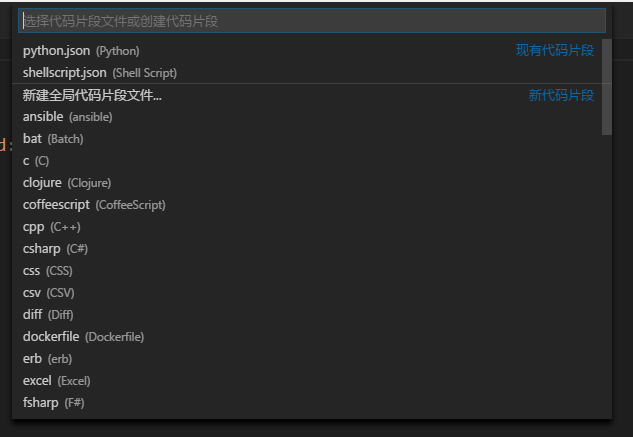 选择代码片段文件或创建代码片段
python.json (Python) 现有代码片段
shellscript.json (Shell Script)
新建全局代码片段文件... 新代码片段
ansible (ansible)
d:
bat (Batch)
c (C)
clojure (Clojure)
coffeescript (CoffeeScript)
cpp (C++)
csharp (C#)
css (CSS)
csv (CSV)
diff (Diff)
dockerfile (Dockerfile)
erb (erb)
excel (Excel)
fsharp (F#)